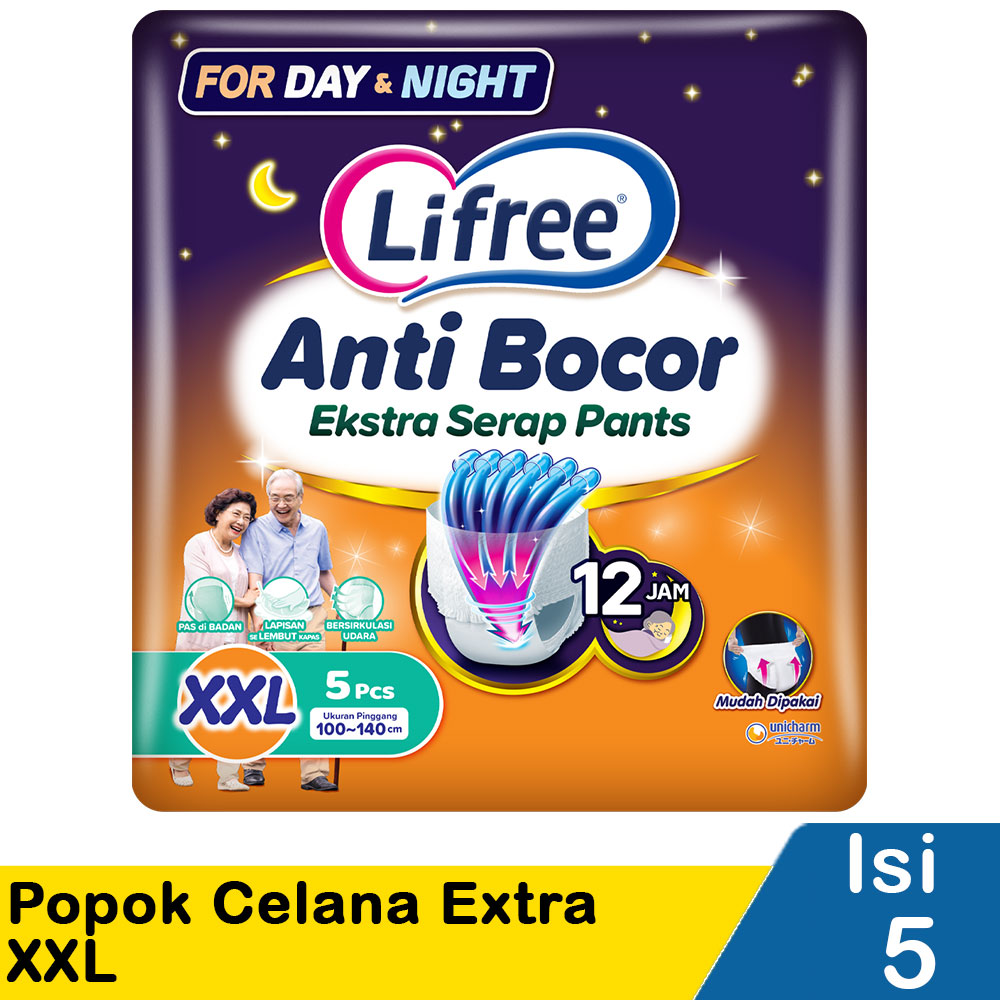 FOR DAY & NIGHT
Lifree®
Anti Bocor
Ekstra Serap Pants
12 JAM
PAS di BADAN
LAPISAN
SE LEMBUT KAPAS
BERSIRKULASI
UDARA
XXL
5 Pcs
Ukuran Pinggang
100~140 cm
Mudah Dipakai
unicharm
ユニ・チャーム
Popok Celana Extra
XXL
Isi
5